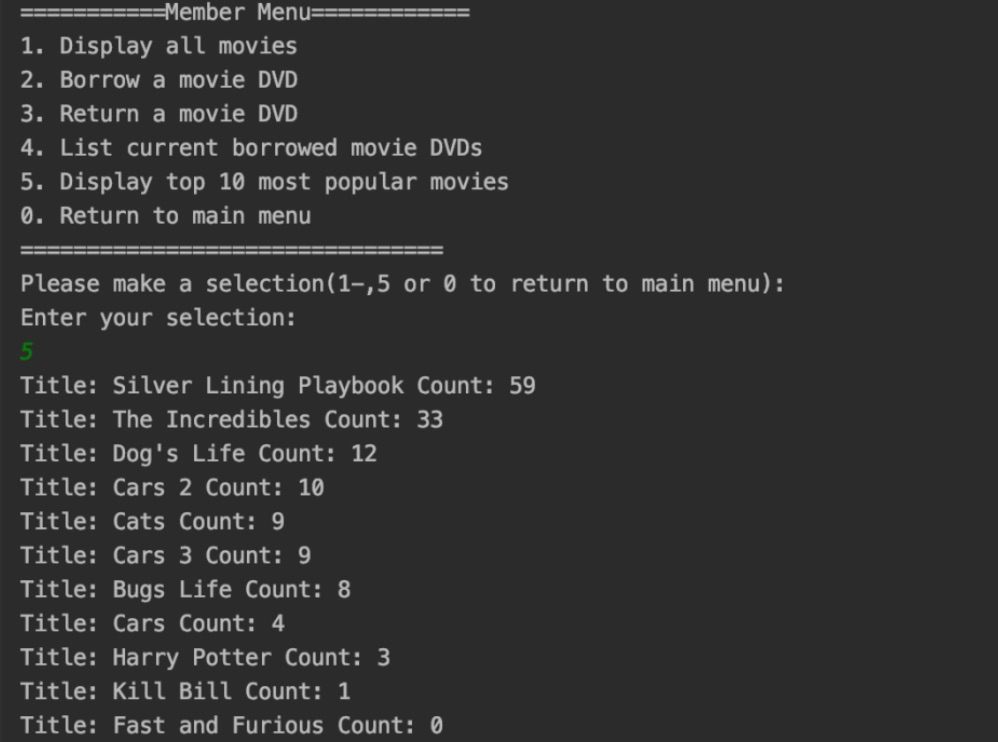 ===========Member Menu============
1. Display all movies
2. Borrow a movie DVD
3. Return a movie DVD
4. List current borrowed movie DVDs
5. Display top 10 most popular movies
0. Return to main menu
================================
Please make a selection(1-,5 or 0 to return to main menu):
Enter your selection:
5
Title: Silver Lining Playbook Count: 59
Title: The Incredibles Count: 33
Title: Dog's Life Count: 12
Title: Cars 2 Count: 10
Title: Cats Count: 9
Title: Cars 3 Count: 9
Title: Bugs Life Count: 8
Title: Cars Count: 4
Title: Harry Potter Count: 3
Title: Kill Bill Count: 1
Title: Fast and Furious Count: 0